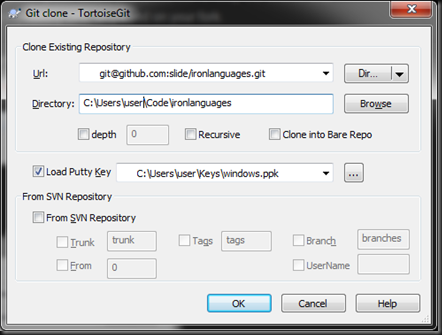 Git clone - TortoiseGit
Clone Existing Repository
Url: git@github.com:slide/ironlanguages.git Dir...
Directory: C:\Users\user\Code\ironlanguages Browse
depth 0 Recursive Clone into Bare Repo
Load Putty Key C:\Users\user\Keys\windows.ppk ...
From SVN Repository
From SVN Repository
Trunk trunk Tags tags Branch branches
From 0 UserName
OK Cancel Help